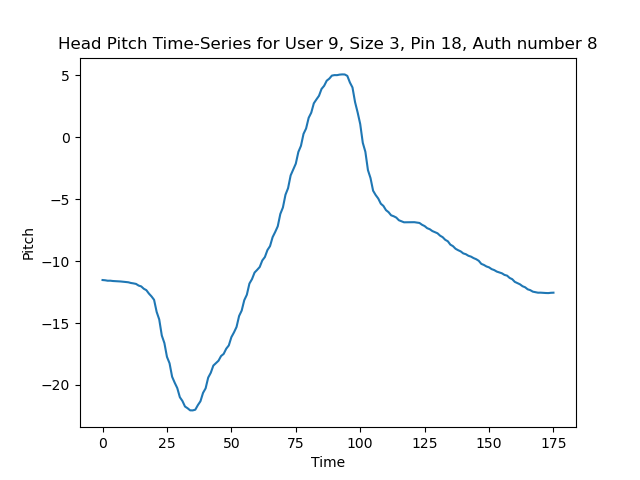 Head Pitch Time-Series for User 9, Size 3, Pin 18, Auth number 8
5
0
−5
−10
−15
−20
Pitch
0 25 50 75 100 125 150 175
Time